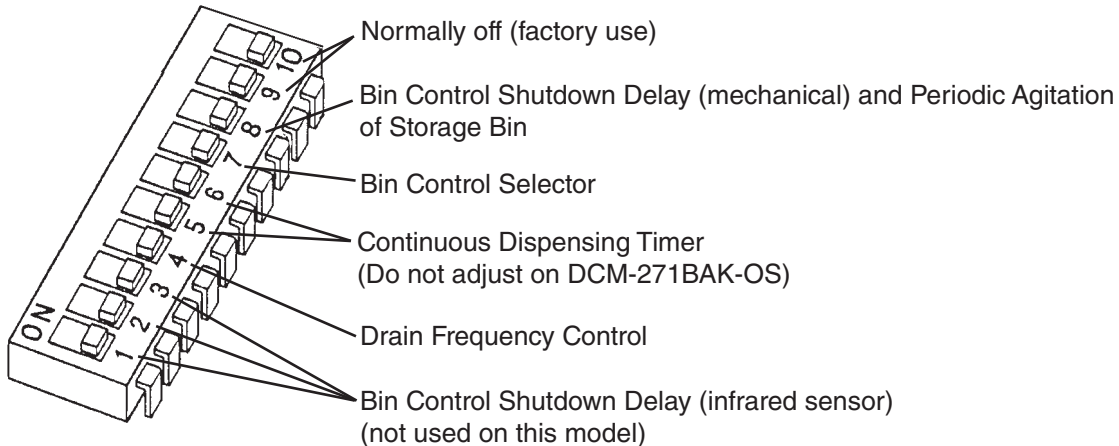 Normally off (factory use)
Bin Control Shutdown Delay (mechanical) and Periodic Agitation
of Storage Bin
Bin Control Selector
Continuous Dispensing Timer
(Do not adjust on DCM-271BAK-OS)
Drain Frequency Control
Bin Control Shutdown Delay (infrared sensor)
(not used on this model)
10
9
8
7
6
5
4
3
2
1
ON